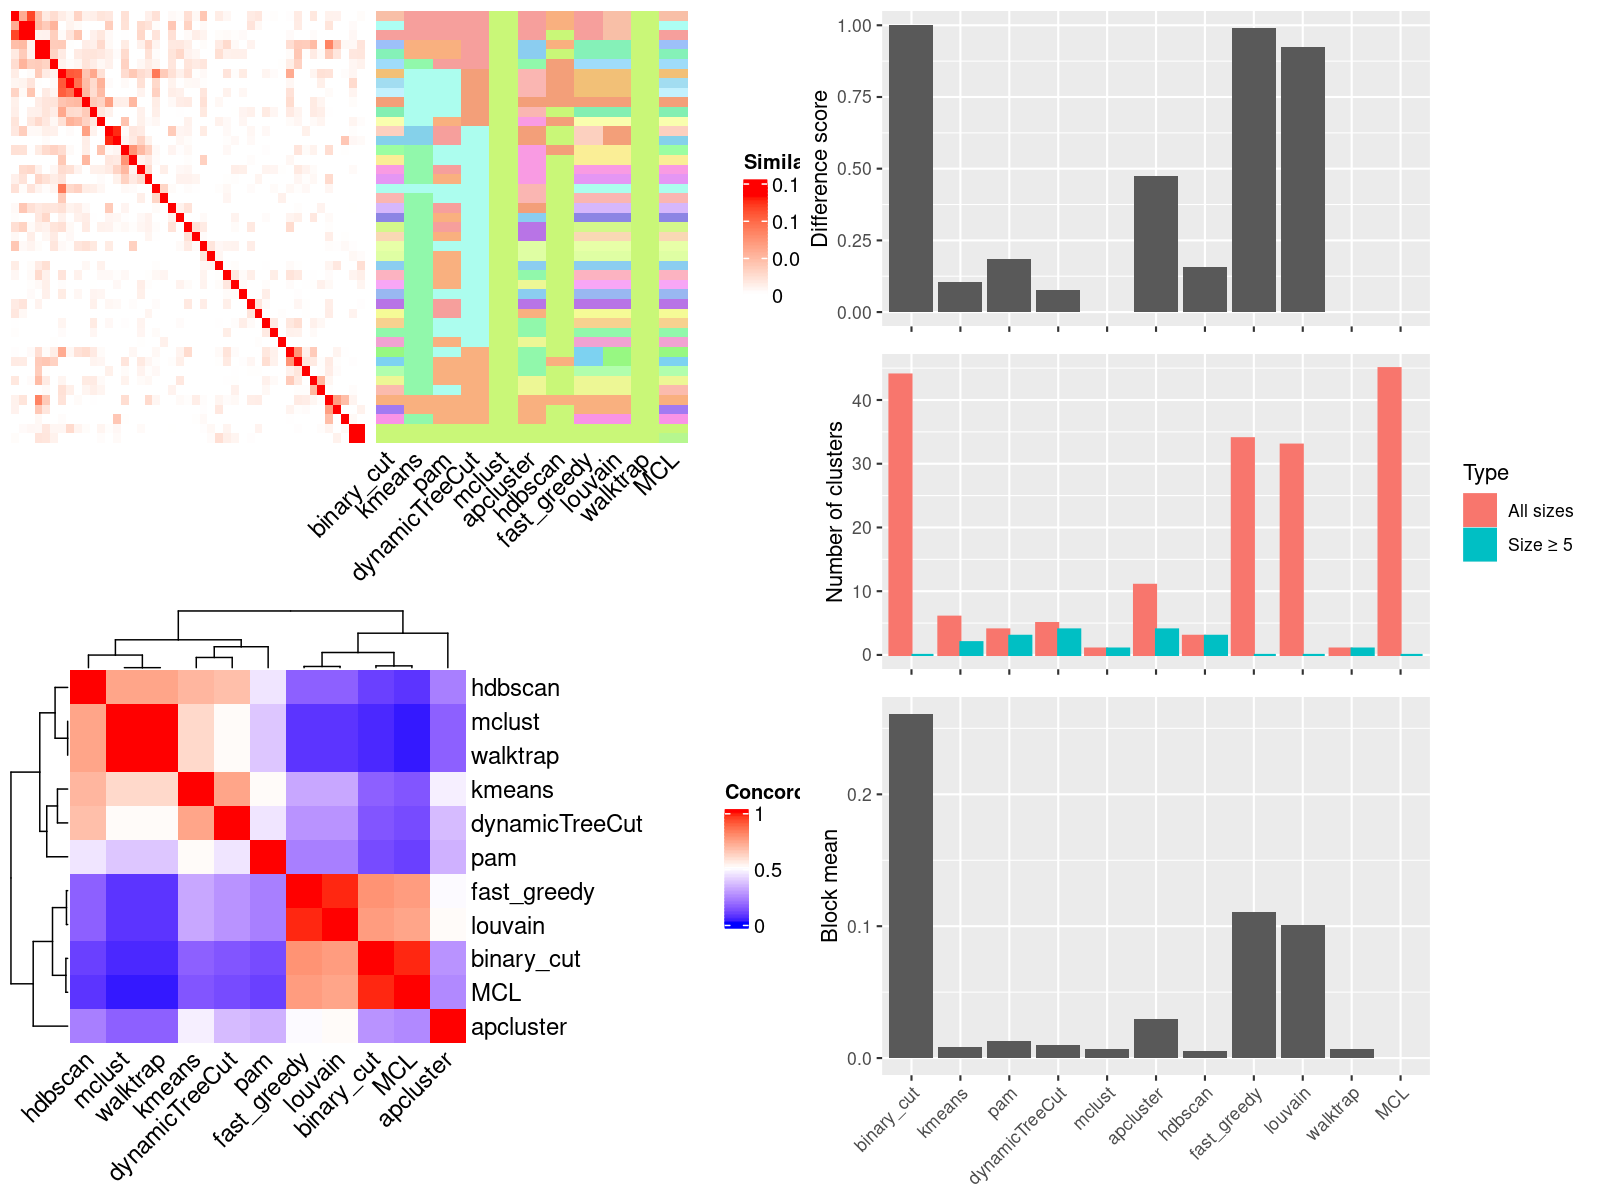 Simila
0.1
0.1
0.0
0
binary_cut
kmeans
pam
dynamicTreeCut
mclust
apcluster
hdbscan
fast_greedy
louvain
walktrap
MCL
hdbscan
mclust
walktrap
kmeans
dynamicTreeCut
pam
fast_greedy
louvain
binary_cut
MCL
apcluster
hdbscan
mclust
walktrap
kmeans
dynamicTreeCut
pam
fast_greedy
louvain
binary_cut
MCL
apcluster
Concord
1
0.5
0
Difference score
1.00
0.75
0.50
0.25
0.00
Number of clusters
40
30
20
10
0
Type
All sizes
Size ≥ 5
Block mean
0.2
0.1
0.0
binary_cut
kmeans
pam
dynamicTreeCut
mclust
apcluster
hdbscan
fast_greedy
louvain
walktrap
MCL